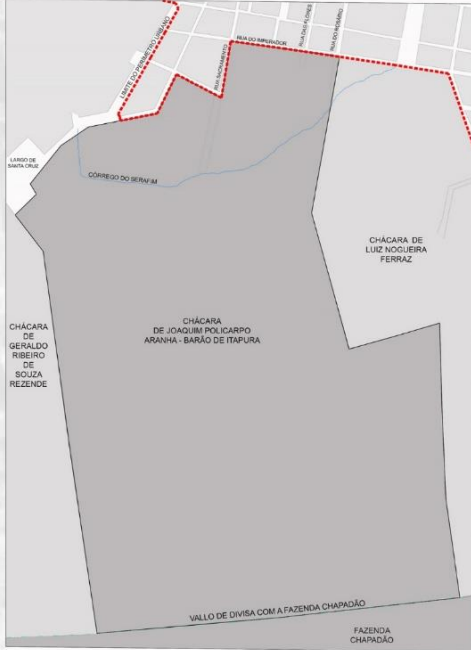 LIMITE DO PERÍMETRO URBANO
RUA SACRAMENTO
RUA DO IMPERADOR
RUA DAS FLORES
RUA DO ROSÁRIO
LARGO DE
SANTA CRUZ
CÓRREGO DO SERAFIM
CHÁCARA DE
LUIZ NOGUEIRA
FERRAZ
CHÁCARA
DE JOAQUIM POLICARPO
ARANHA - BARÃO DE ITAPURA
CHÁCARA
DE
GERALDO
RIBEIRO
DE
SOUZA
REZENDE
VALLO DE DIVISA COM A FAZENDA CHAPADÃO
FAZENDA
CHAPADÃO